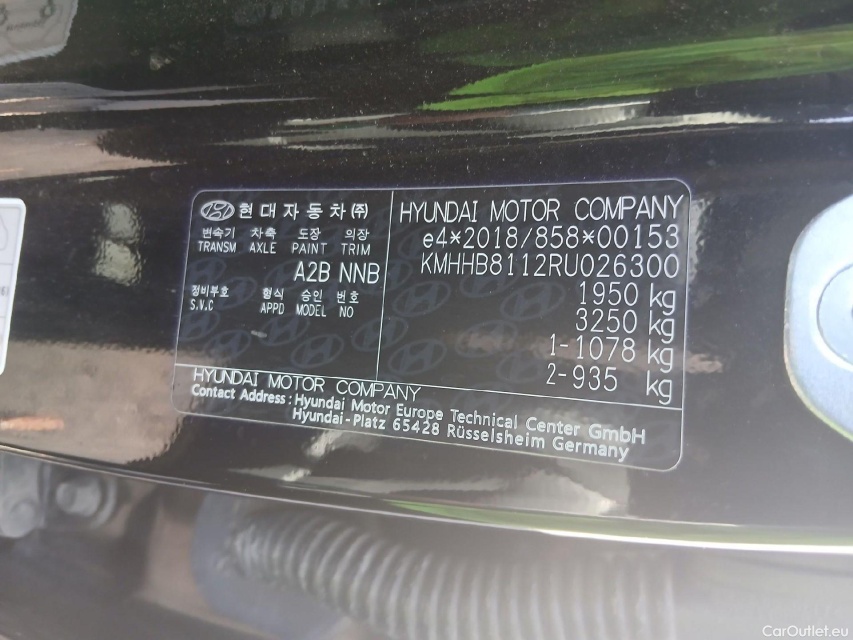 현대자동차(주)
변속기 차축 도장 의장
TRANSM AXLE PAINT TRIM
A2B NNB
정비부호 형식 승인 번호
S.V.C APPD MODEL NO
HYUNDAI MOTOR COMPANY
e4*2018/858*00153
KMHHB8112RU026300
1950 kg
3250 kg
1-1078 kg
2-935 kg
HYUNDAI MOTOR COMPANY
Contact Address : Hyundai Motor Europe Technical Center GmbH
Hyundai-Platz 65428 Rüsselsheim Germany
CarOutlet.eu